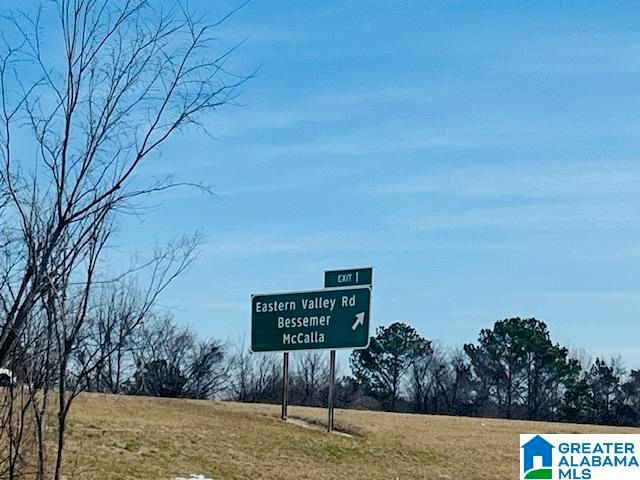 EXIT 1
Eastern Valley Rd
Bessemer
McCalla
GREATER
ALABAMA
MLS